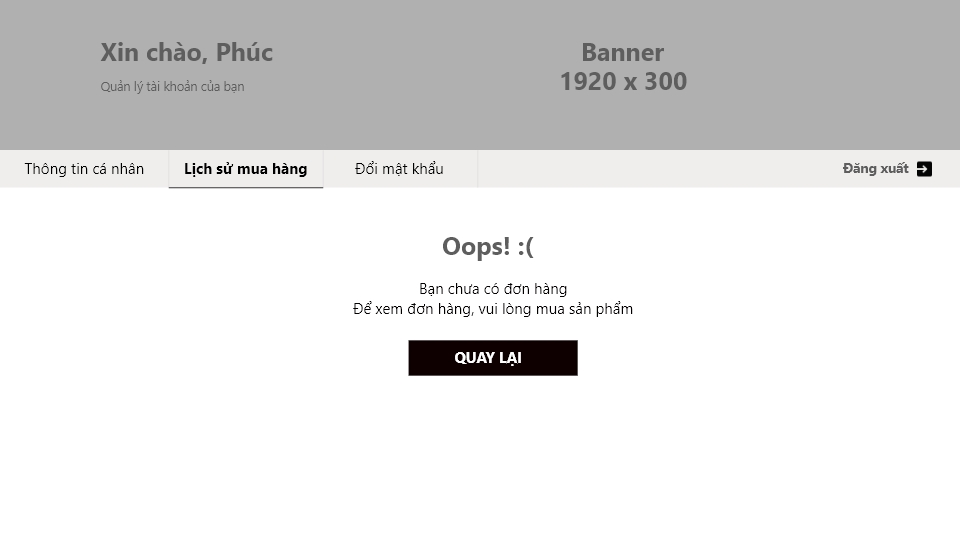 Xin chào, Phúc
Quản lý tài khoản của bạn
Banner
1920 x 300
Thông tin cá nhân
Lịch sử mua hàng
Đổi mật khẩu
Đăng xuất
Oops! :(
Bạn chưa có đơn hàng
Để xem đơn hàng, vui lòng mua sản phẩm
QUAY LẠI